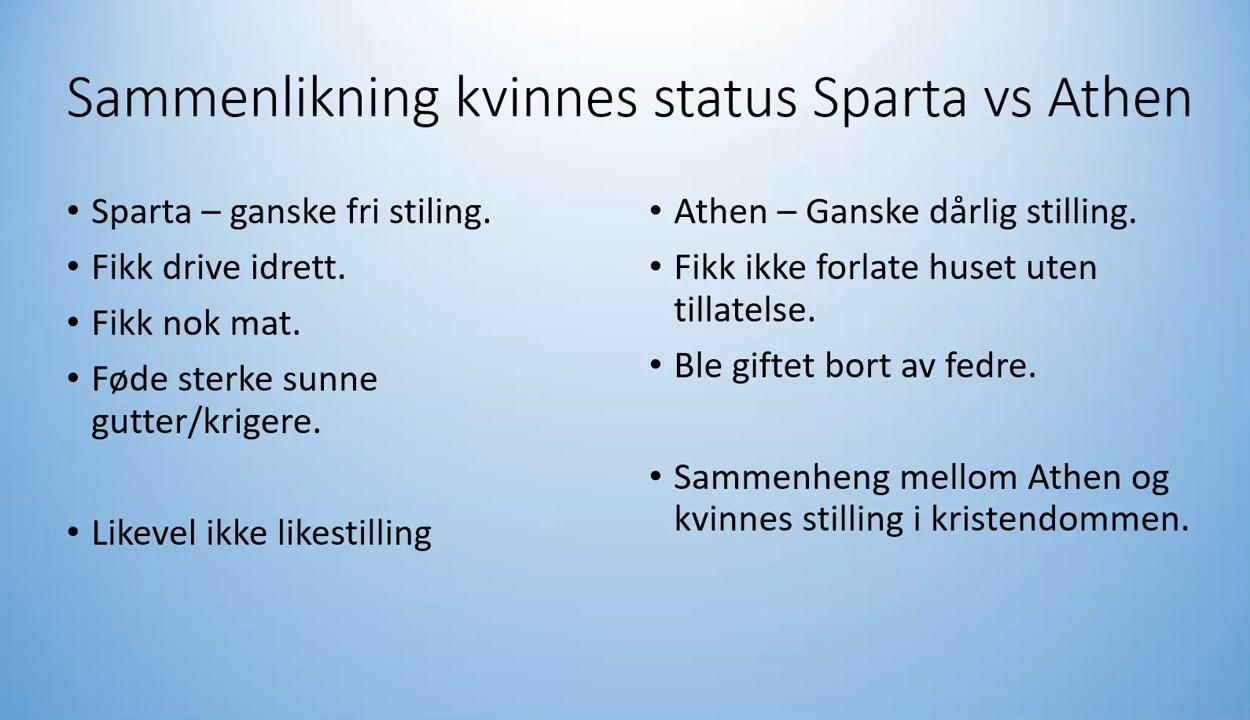 Sammenlikning kvinnes status Sparta vs Athen
• Sparta – ganske fri stiling.
• Fikk drive idrett.
• Fikk nok mat.
• Føde sterke sunne
gutter/krigere.
• Likevel ikke likestilling
• Athen – Ganske dårlig stilling.
• Fikk ikke forlate huset uten
tillatelse.
• Ble giftet bort av fedre.
• Sammenheng mellom Athen og
kvinnes stilling i kristendommen.